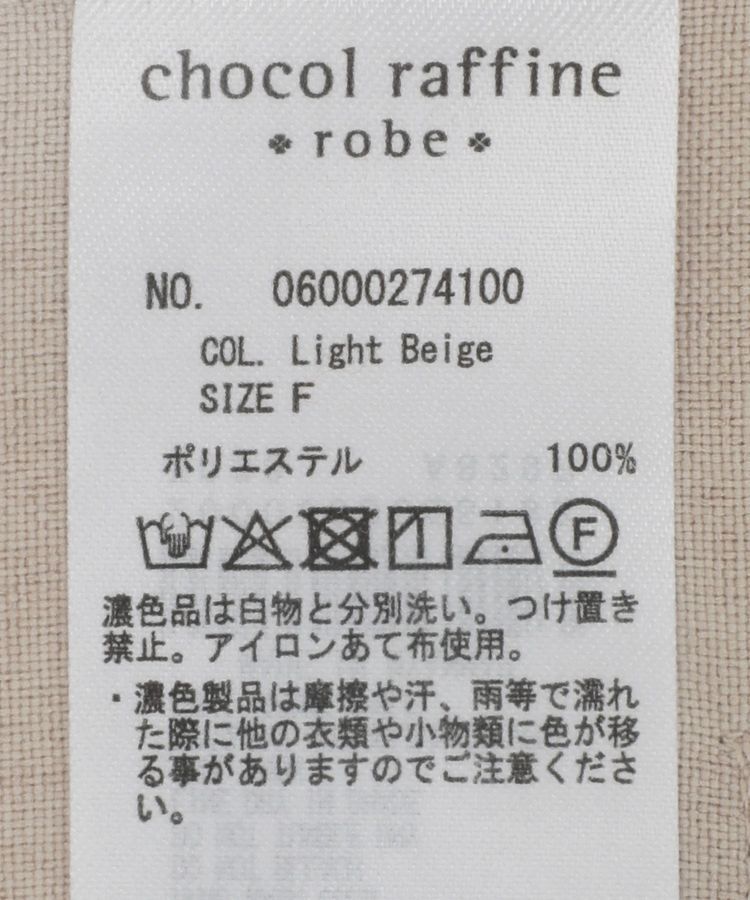 chocol raffine
robe
NO. 06000274100
COL. Light Beige
SIZE F
ポリエステル 100%
F
濃色品は白物と分別洗い。つけ置き
禁止。アイロンあて布使用。
・濃色製品は摩擦や汗、雨等で濡れ
た際に他の衣類や小物類に色が移
る事がありますのでご注意くださ
い。